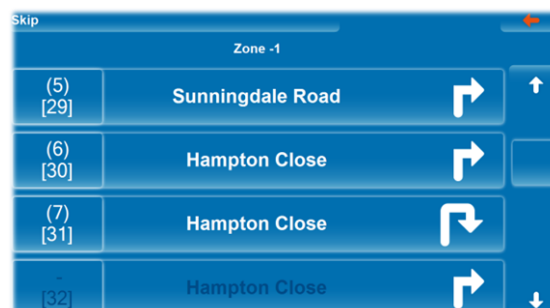 Skip
Zone -1
(5)
[29]
Sunningdale Road
(6)
[30]
Hampton Close
(7)
[31]
Hampton Close
-
[32]
Hampton Close